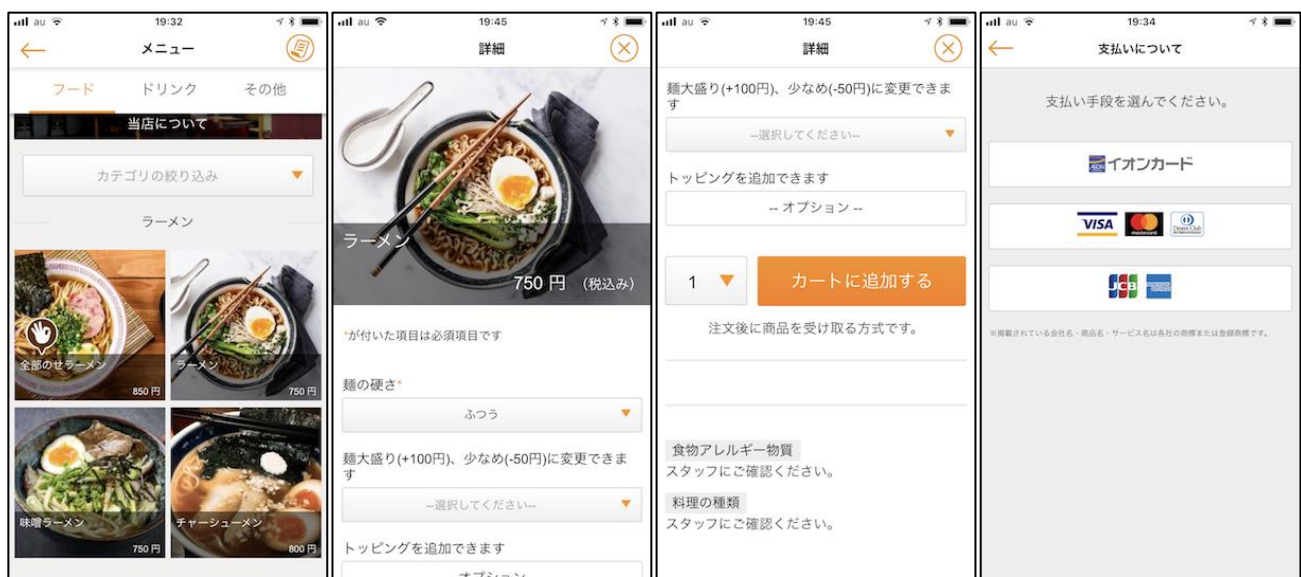 au
19:32
メニュー
フード
ドリンク
その他
当店について
カテゴリの絞り込み
ラーメン
全部のせラーメン
850 円
ラーメン
750 円
味噌ラーメン
750 円
チャーシューメン
800 円
au
19:45
詳細
ラーメン
750 円 (税込み)
*が付いた項目は必須項目です
麺の硬さ*
ふつう
麺大盛り(+100円)、少なめ(-50円)に変更できま
す
--選択してください--
トッピングを追加できます
-- オプション --
au
19:45
詳細
麺大盛り(+100円)、少なめ(-50円)に変更できま
す
--選択してください--
トッピングを追加できます
-- オプション --
1
カートに追加する
注文後に商品を受け取る方式です。
食物アレルギー物質
スタッフにご確認ください。
料理の種類
スタッフにご確認ください。
au
19:34
支払いについて
支払い手段を選んでください。
AEON イオンカード
VISA mastercard Diners Club
JCB AMERICAN EXPRESS
※掲載されている会社名・商品名・サービス名は各社の商標または登録商標です。